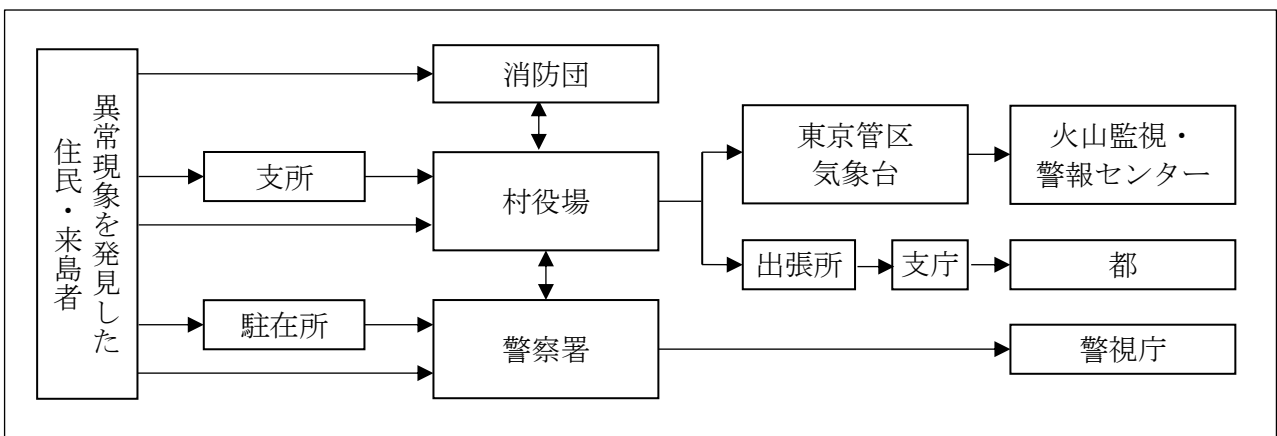 異常現象を発見した
住民・来島者
消防団
支所
村役場
駐在所
警察署
東京管区
気象台
火山監視・
警報センター
出張所
支庁
都
警視庁